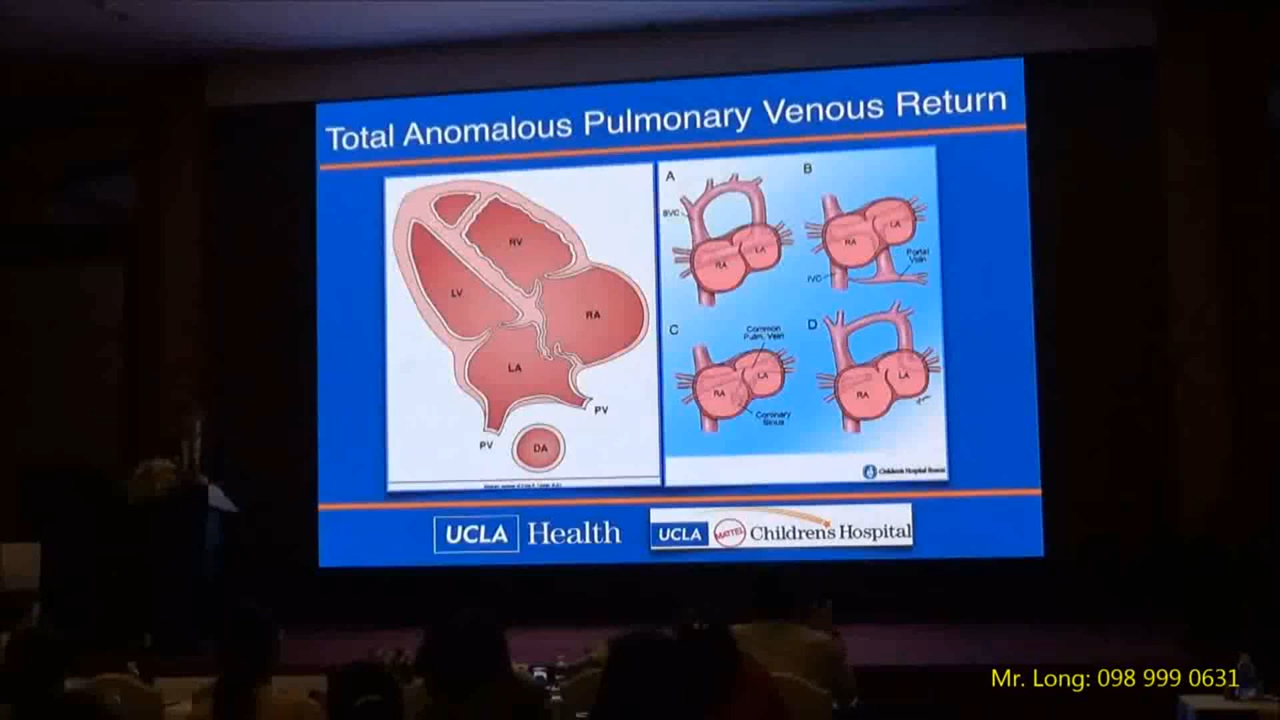 Total Anomalous Pulmonary Venous Return
RV
LV
RA
LA
PV
PV
DA
A
SVC
RA
LA
B
RA
LA
Portal
Vein
IVC
C
Common
Pulm. Vein
RA
LA
Coronary
Sinus
D
RA
LA
Children's Hospital Boston
UCLA Health
UCLA MATTEL Children's Hospital
Mr. Long: 098 999 0631